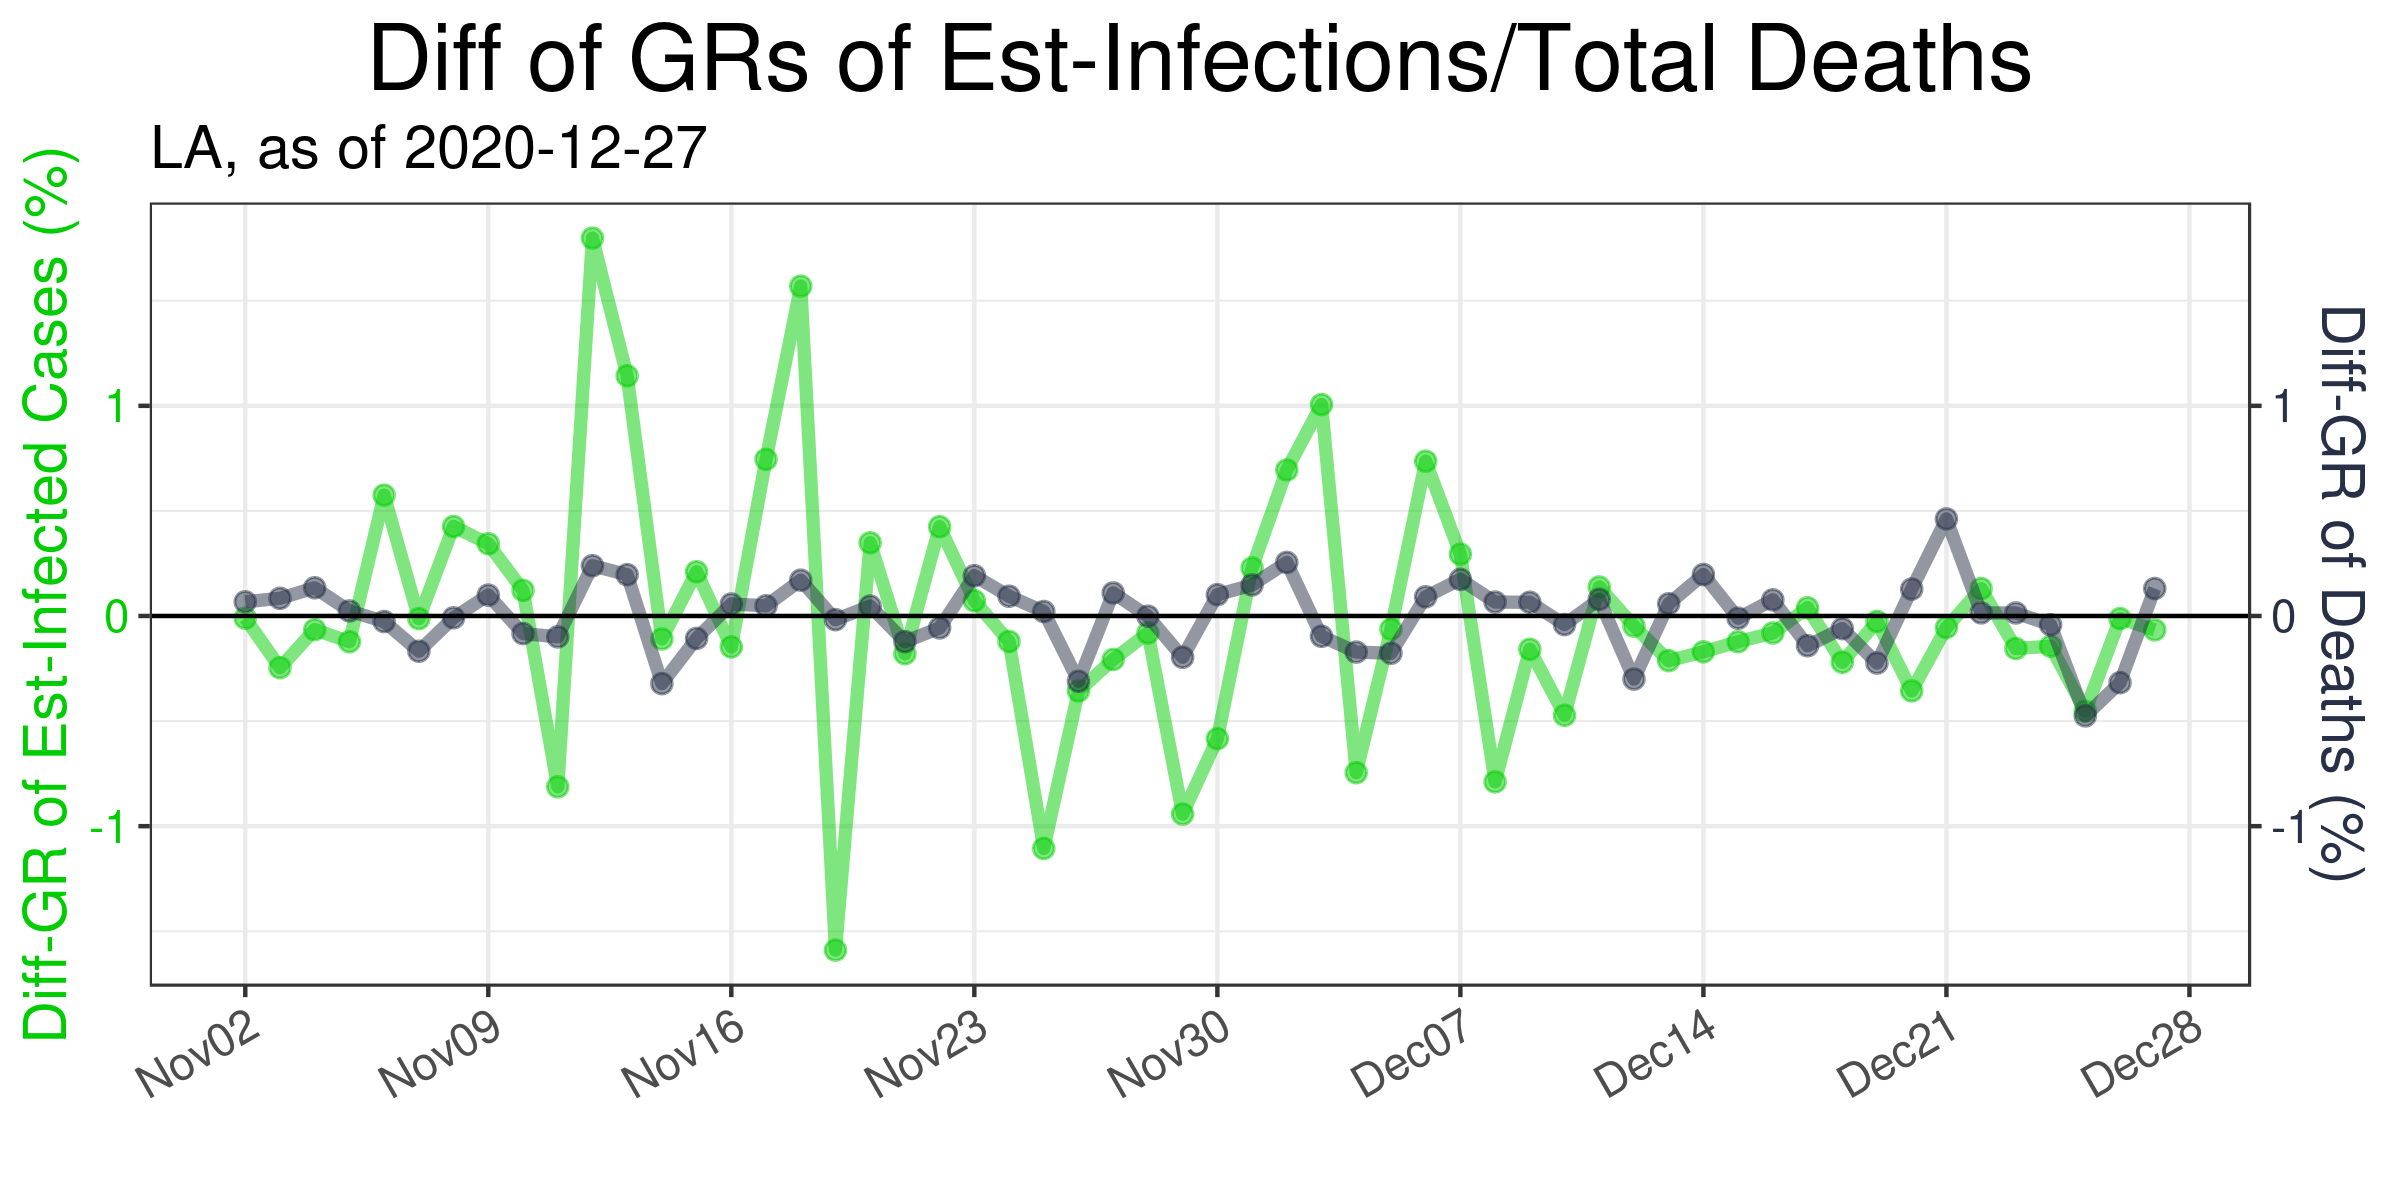 Diff of GRs of Est-Infections/Total Deaths
LA, as of 2020-12-27
Diff-GR of Est-Infected Cases (%)
1
0
-1
1
0
-1
Diff-GR of Deaths (%)
Nov02
Nov09
Nov16
Nov23
Nov30
Dec07
Dec14
Dec21
Dec28